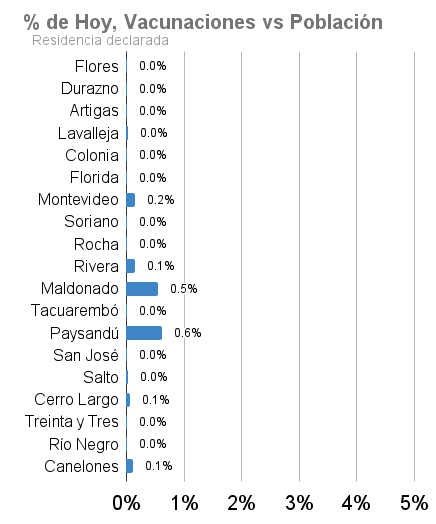 % de Hoy, Vacunaciones vs Población
Residencia declarada
Flores 0.0%
Durazno 0.0%
Artigas 0.0%
Lavalleja 0.0%
Colonia 0.0%
Florida 0.0%
Montevideo 0.2%
Soriano 0.0%
Rocha 0.0%
Rivera 0.1%
Maldonado 0.5%
Tacuarembó 0.0%
Paysandú 0.6%
San José 0.0%
Salto 0.0%
Cerro Largo 0.1%
Treinta y Tres 0.0%
Río Negro 0.0%
Canelones 0.1%
0% 1% 2% 3% 4% 5%